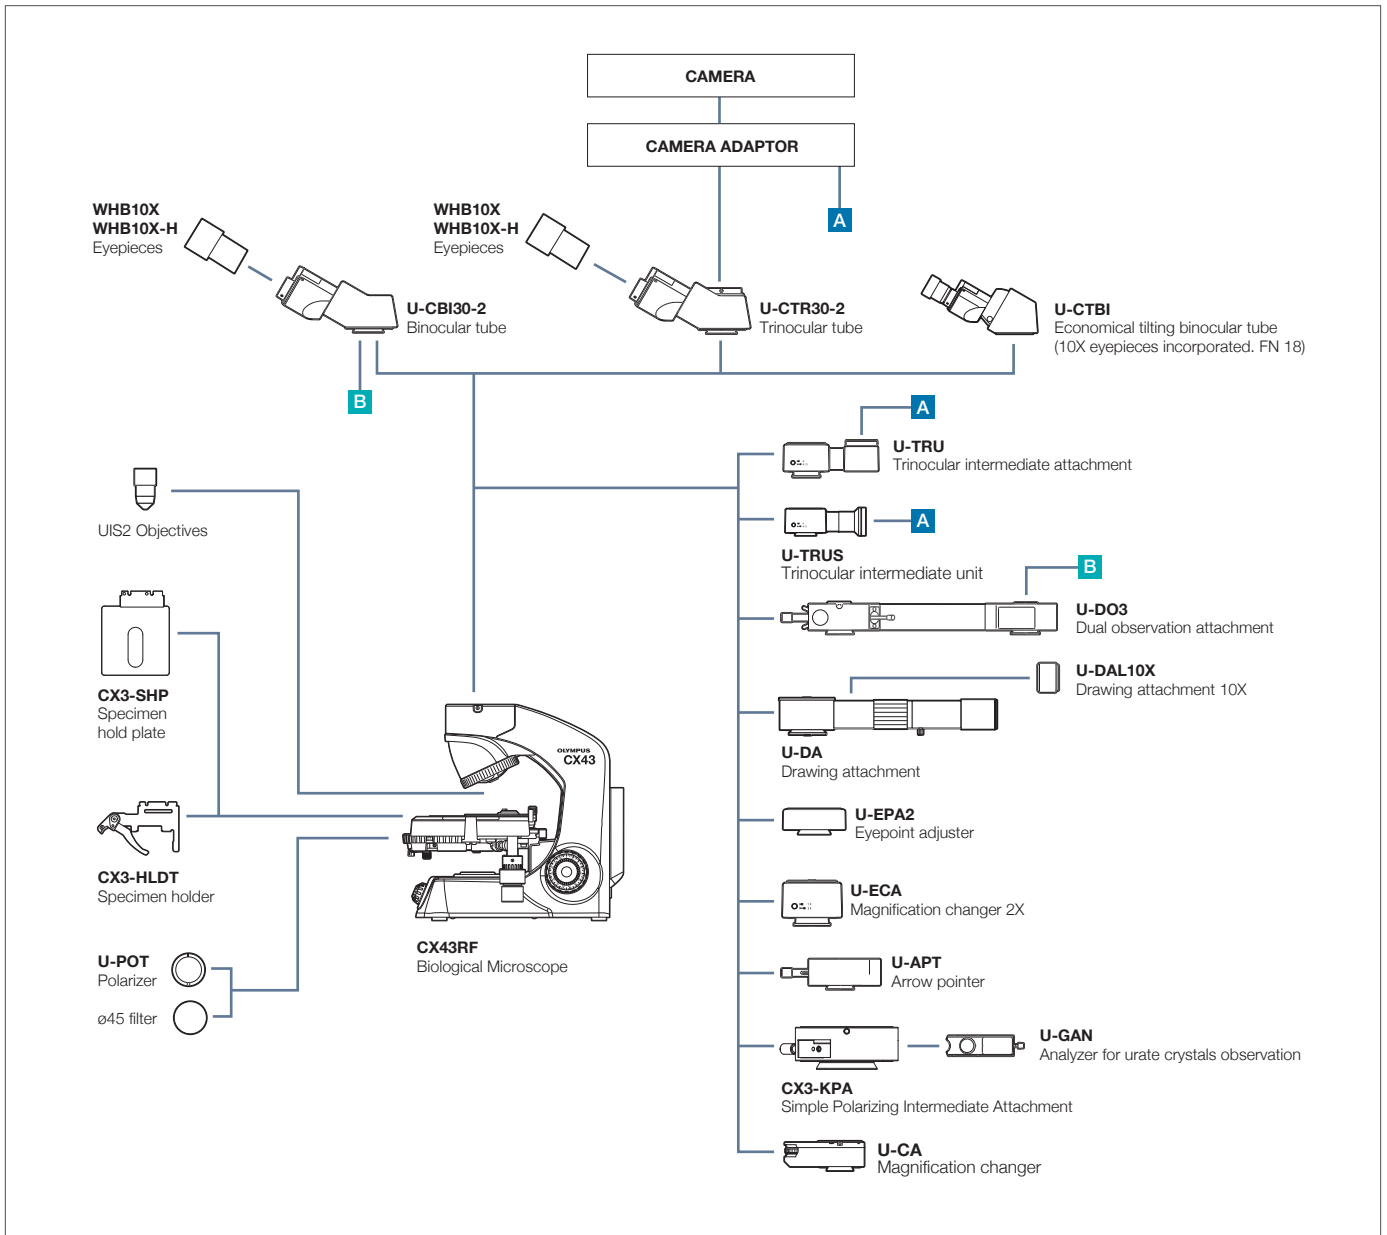 CAMERA
CAMERA ADAPTOR
A
WHB10X
WHB10X-H
Eyepieces
WHB10X
WHB10X-H
Eyepieces
U-CBI30-2
Binocular tube
U-CTR30-2
Trinocular tube
U-CTBI
Economical tilting binocular tube
(10X eyepieces incorporated. FN 18)
B
A
U-TRU
Trinocular intermediate attachment
UIS2 Objectives
A
U-TRUS
Trinocular intermediate unit
B
U-DO3
Dual observation attachment
U-DAL10X
Drawing attachment 10X
CX3-SHP
Specimen
hold plate
U-DA
Drawing attachment
OLYMPUS
CX43
U-EPA2
Eyepoint adjuster
CX3-HLDT
Specimen holder
U-ECA
Magnification changer 2X
CX43RF
Biological Microscope
U-POT
Polarizer
ø45 filter
U-APT
Arrow pointer
U-GAN
Analyzer for urate crystals observation
CX3-KPA
Simple Polarizing Intermediate Attachment
U-CA
Magnification changer